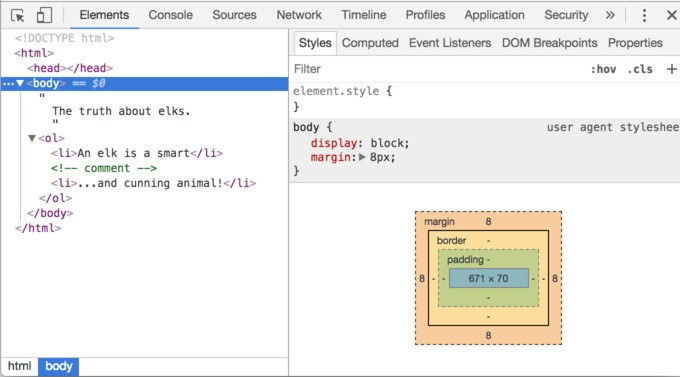 Elements Console Sources Network Timeline Profiles Application Security »
<!DOCTYPE html>
<html>
<head></head>
<body> == $0
"
The truth about elks.
"
<ol>
<li>An elk is a smart</li>
<!-- comment -->
<li>...and cunning animal!</li>
</ol>
</body>
</html>
html body
Styles Computed Event Listeners DOM Breakpoints Properties
Filter :hov .cls +
element.style {
}
body { user agent styleshee
display: block;
margin: 8px;
}
margin 8
border -
padding -
8 - - 671 × 70 - - 8
-
-
8